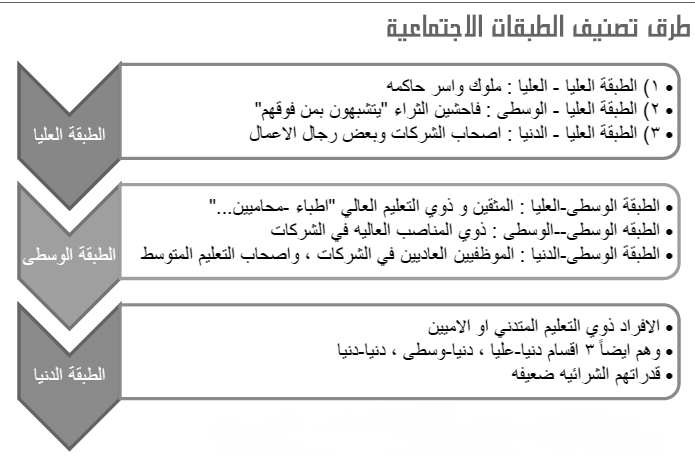 طرق تصنيف الطبقات الاجتماعية
الطبقة العليا
• ١) الطبقة العليا - العليا : ملوك واسر حاكمه
• ٢) الطبقة العليا - الوسطى : فاحشين الثراء "يتشبهون بمن فوقهم"
• ٣) الطبقة العليا - الدنيا : اصحاب الشركات وبعض رجال الاعمال
الطبقة الوسطى
• الطبقة الوسطى-العليا : المثقين و ذوي التعليم العالي "اطباء -محاميين..."
• الطبقه الوسطى--الوسطى : ذوي المناصب العاليه في الشركات
• الطبقة الوسطى-الدنيا : الموظفيين العاديين في الشركات ، واصحاب التعليم المتوسط
الطبقة الدنيا
• الافراد ذوي التعليم المتدني او الاميين
• وهم ايضاً ٣ اقسام دنيا-عليا ، دنيا-وسطى ، دنيا-دنيا
• قدراتهم الشرائيه ضعيفه